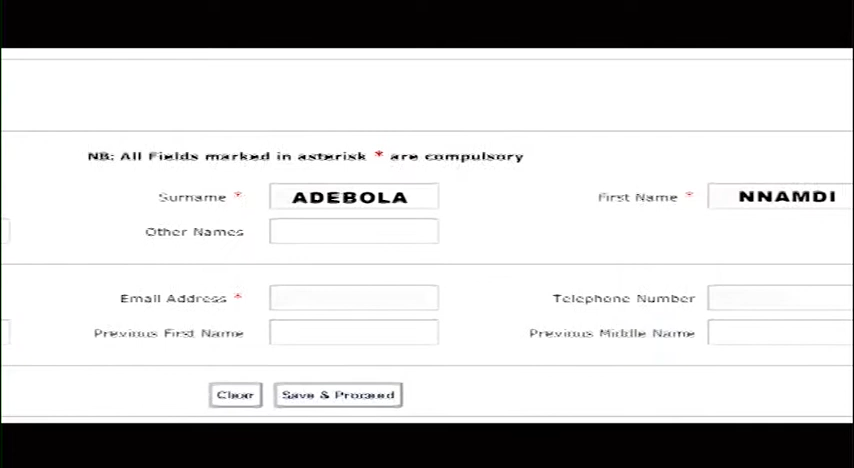 NB: All Fields marked in asterisk * are compulsory
Surname * ADEBOLA First Name * NNAMDI
Other Names
Email Address * Telephone Number
Previous First Name Previous Middle Name
Clear Save & Proceed